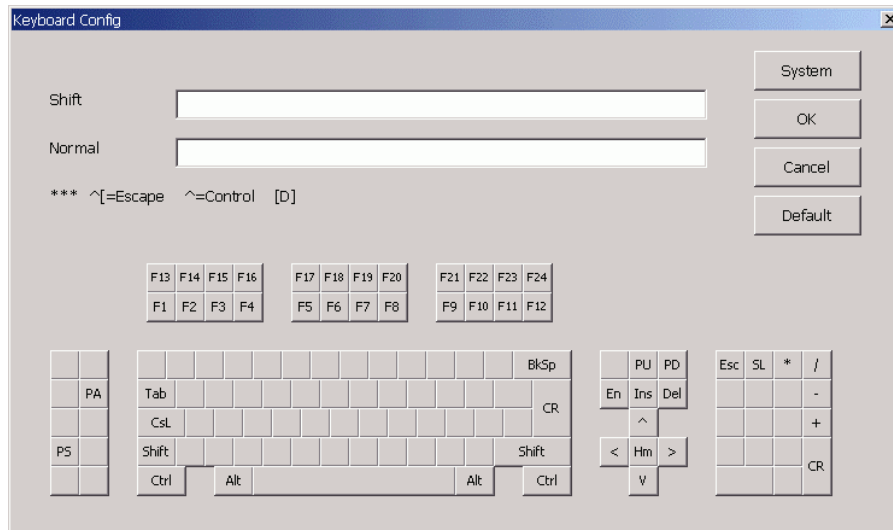 Keyboard Config
System
Shift
OK
Normal
Cancel
*** ^[=Escape ^=Control [D]
Default
F13 F14 F15 F16 F17 F18 F19 F20 F21 F22 F23 F24
F1 F2 F3 F4 F5 F6 F7 F8 F9 F10 F11 F12
BkSp PU PD Esc SL * /
PA Tab En Ins Del -
CR
CsL ^ +
PS Shift Shift < Hm >
CR
Ctrl Alt Alt Ctrl V